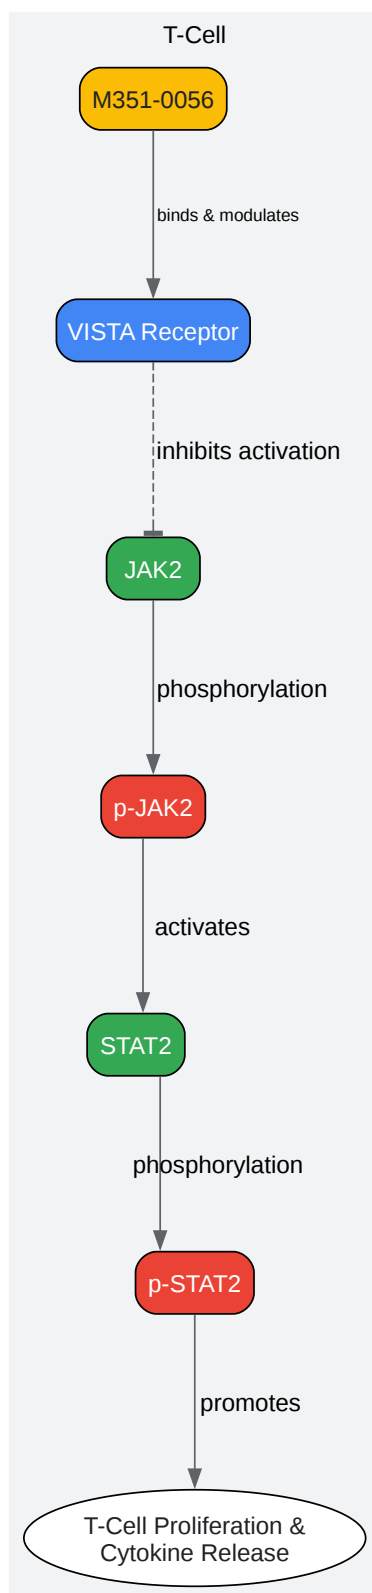 T-Cell
M351-0056
binds & modulates
VISTA Receptor
inhibits activation
JAK2
phosphorylation
p-JAK2
activates
STAT2
phosphorylation
p-STAT2
promotes
T-Cell Proliferation &
Cytokine Release